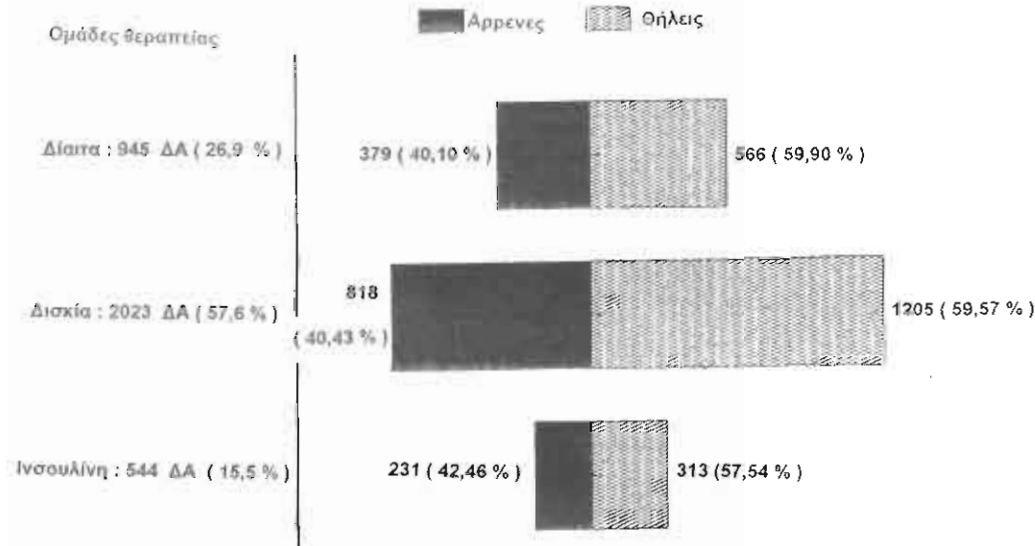 Αρρενες Θήλεις
Ομάδες θεραπείας
Δίαιτα : 945 ΔΑ ( 26,9 % ) 379 ( 40,10 % ) 566 ( 59,90 % )
818
Δισκία : 2023 ΔΑ ( 57,6 % ) 1205 ( 59,57 % )
( 40,43 % )
Ινσουλίνη : 544 ΔΑ ( 15,5 % ) 231 ( 42,46 % ) 313 (57,54 % )